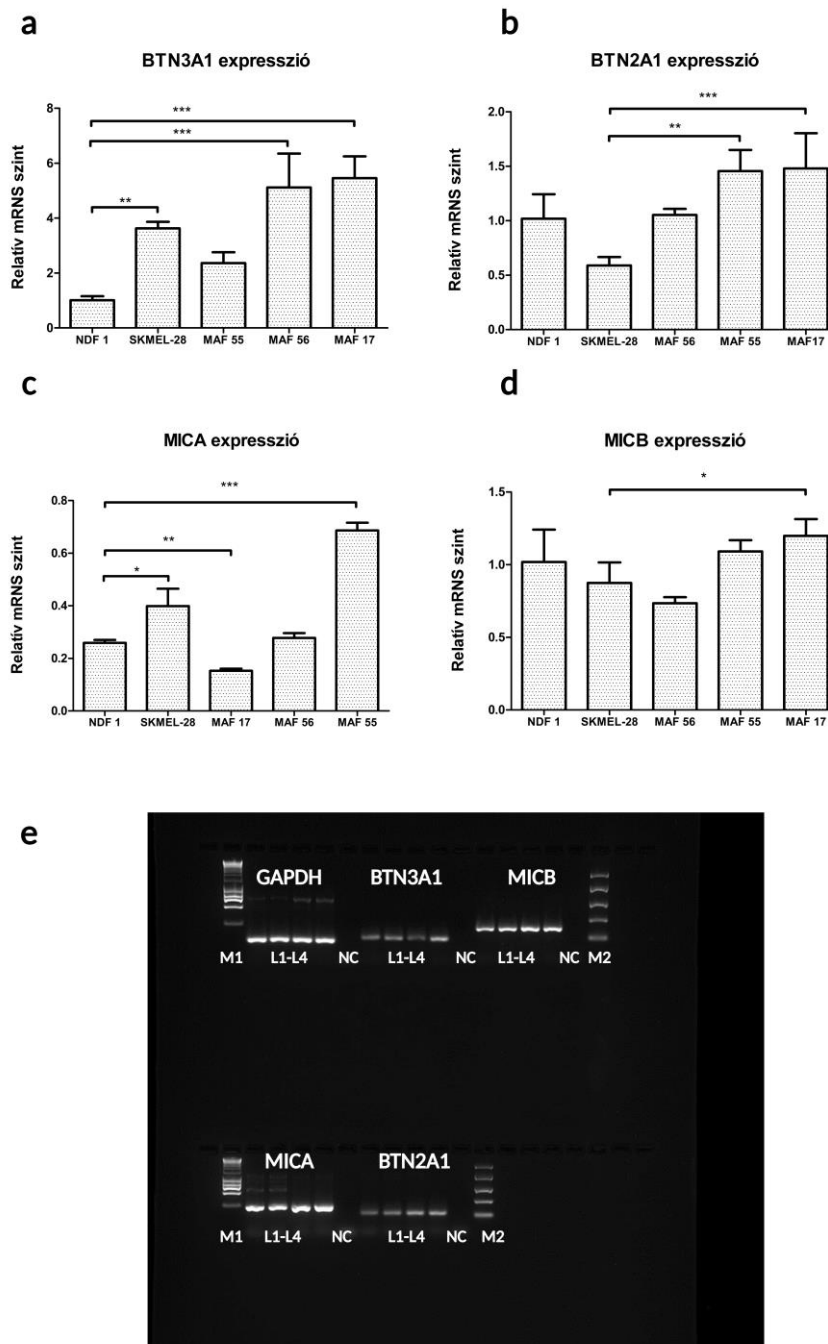 a
BTN3A1 expresszió
Relatív mRNS szint
8
6
4
2
0
***
***
**
NDF 1 SKMEL-28 MAF 55 MAF 56 MAF 17
b
BTN2A1 expresszió
Relatív mRNS szint
2.0
1.5
1.0
0.5
0.0
***
**
NDF 1 SKMEL-28 MAF 56 MAF 55 MAF17
c
MICA expresszió
Relatív mRNS szint
0.8
0.6
0.4
0.2
0.0
***
**
*
NDF 1 SKMEL-28 MAF 17 MAF 56 MAF 55
d
MICB expresszió
Relatív mRNS szint
1.5
1.0
0.5
0.0
*
NDF 1 SKMEL-28 MAF 56 MAF 55 MAF 17
e
GAPDH BTN3A1 MICB
M1 L1-L4 NC L1-L4 NC L1-L4 NC M2
MICA BTN2A1
M1 L1-L4 NC L1-L4 NC M2